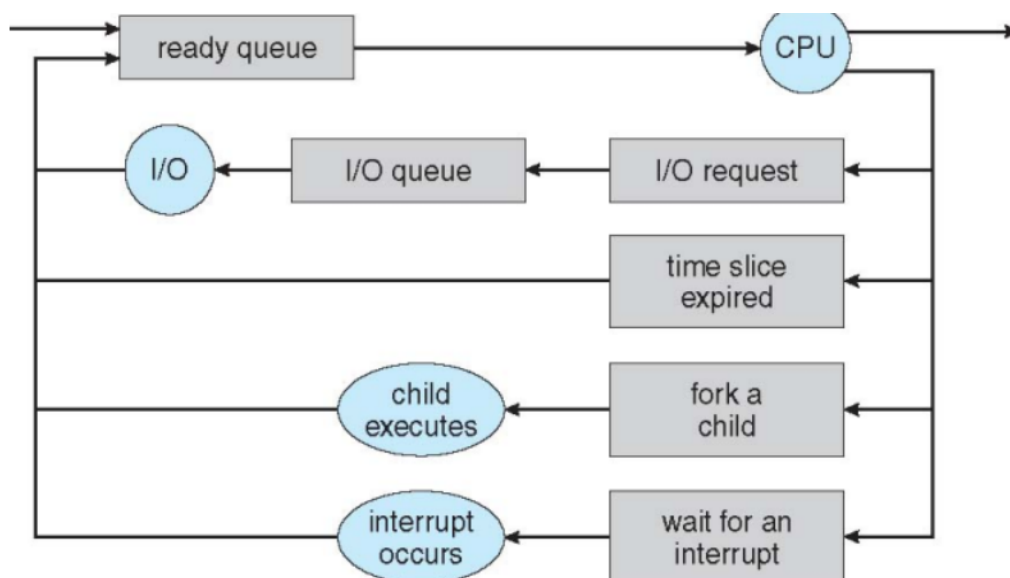 ready queue
CPU
I/O
I/O queue
I/O request
time slice
expired
child
executes
fork a
child
interrupt
occurs
wait for an
interrupt